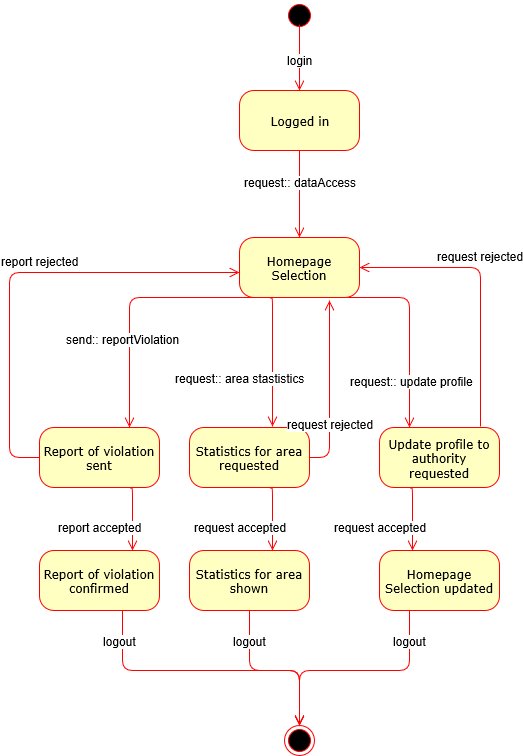 login
Logged in
request:: dataAccess
Homepage
Selection
report rejected
request rejected
send:: reportViolation
request:: area stastistics
request:: update profile
request rejected
Report of violation
sent
Statistics for area
requested
Update profile to
authority
requested
report accepted
request accepted
request accepted
Report of violation
confirmed
Statistics for area
shown
Homepage
Selection updated
logout
logout
logout